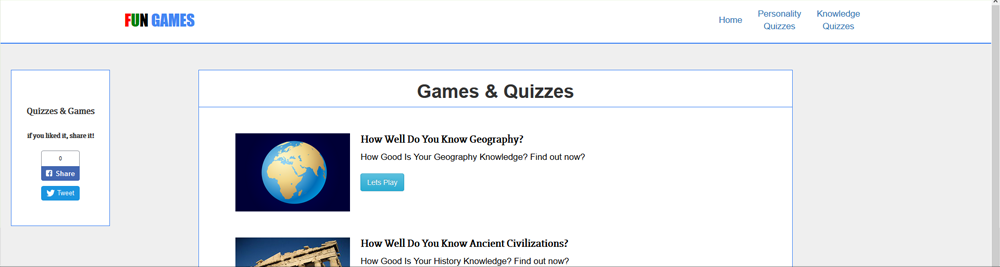 FUN GAMES
Home
Personality
Quizzes
Knowledge
Quizzes
Quizzes & Games
if you liked it, share it!
0
Share
Tweet
Games & Quizzes
How Well Do You Know Geography?
How Good Is Your Geography Knowledge? Find out now?
Lets Play
How Well Do You Know Ancient Civilizations?
How Good Is Your History Knowledge? Find out now?